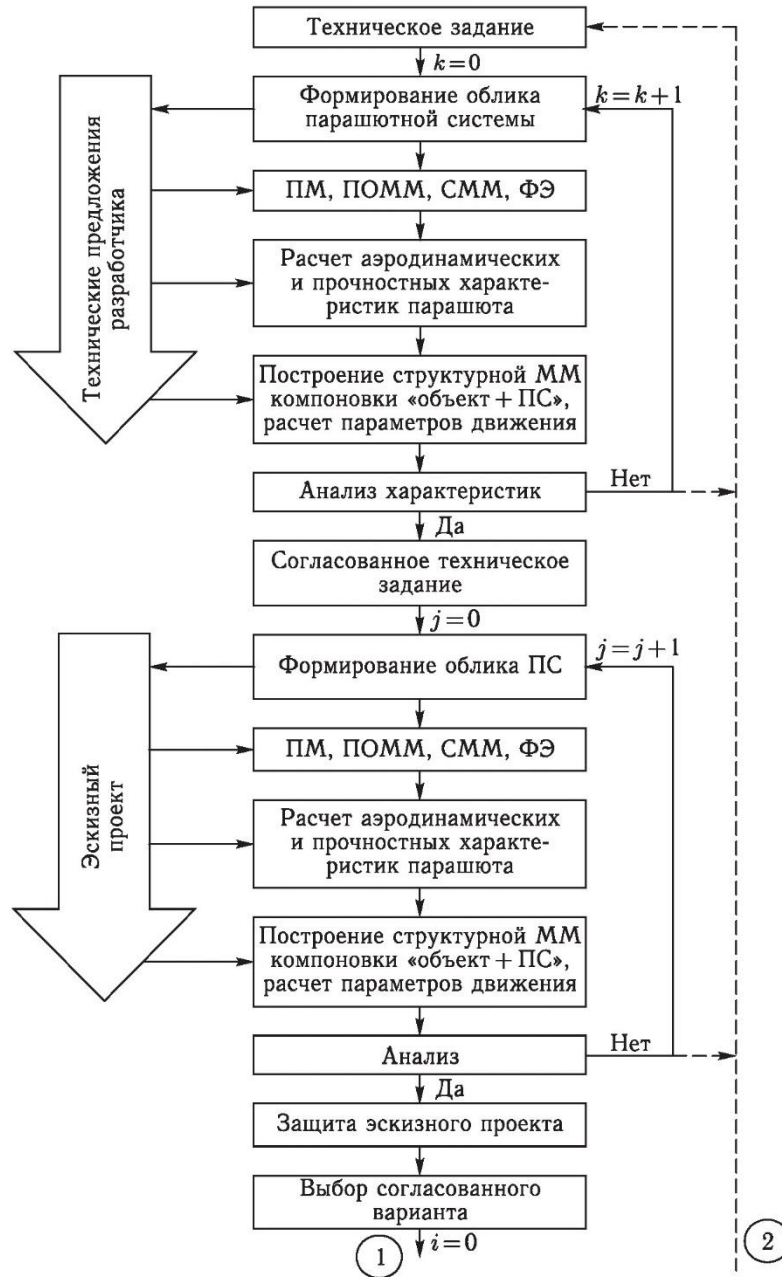 Техническое задание
k=0
Формирование облика
парашютной системы
k=k+1
Технические предложения
разработчика
ПМ, ПОММ, СММ, ФЭ
Расчет аэродинамических
и прочностных характе-
ристик парашюта
Построение структурной ММ
компоновки «объект + ПС»,
расчет параметров движения
Анализ характеристик
Нет
Да
Согласованное техническое
задание
j=0
Формирование облика ПС
j=j+1
Эскизный
проект
ПМ, ПОММ, СММ, ФЭ
Расчет аэродинамических
и прочностных характе-
ристик парашюта
Построение структурной ММ
компоновки «объект + ПС»,
расчет параметров движения
Анализ
Нет
Да
Защита эскизного проекта
Выбор согласованного
варианта
1
i=0
2